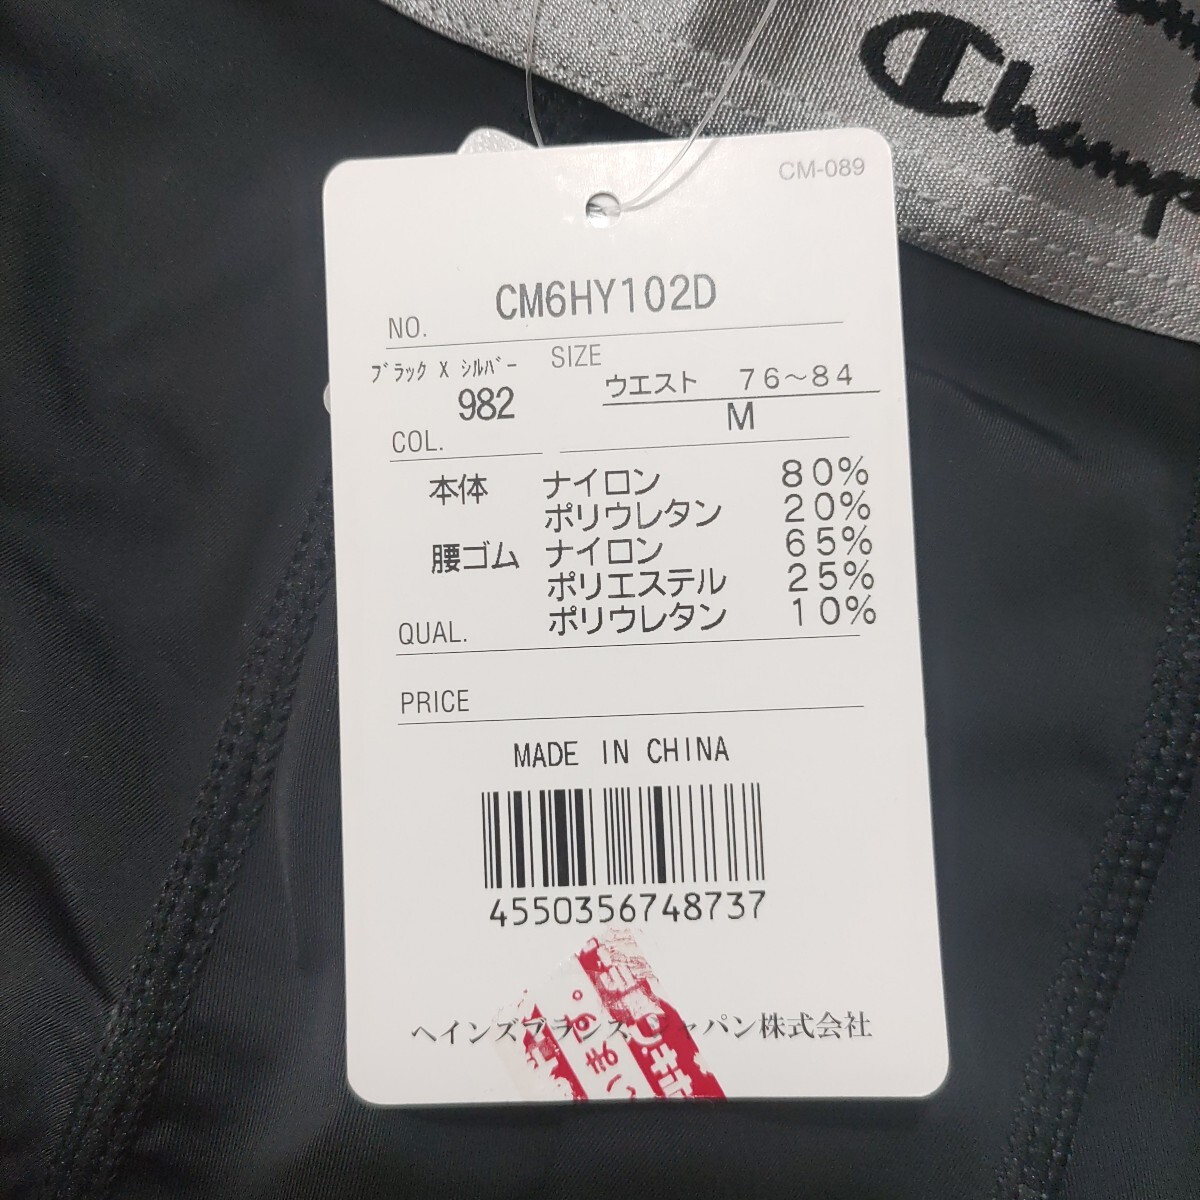 Champ
CM-089
NO. CM6HY102D
ﾌﾞﾗｯｸ X ｼﾙﾊﾞｰ
982
COL.
SIZE
ウエスト 76～84
M
本体 ナイロン 80%
ポリウレタン 20%
腰ゴム ナイロン 65%
ポリエステル 25%
ポリウレタン 10%
QUAL.
PRICE
MADE IN CHINA
4550356748737
ヘインズブランズ ジャパン株式会社
す。